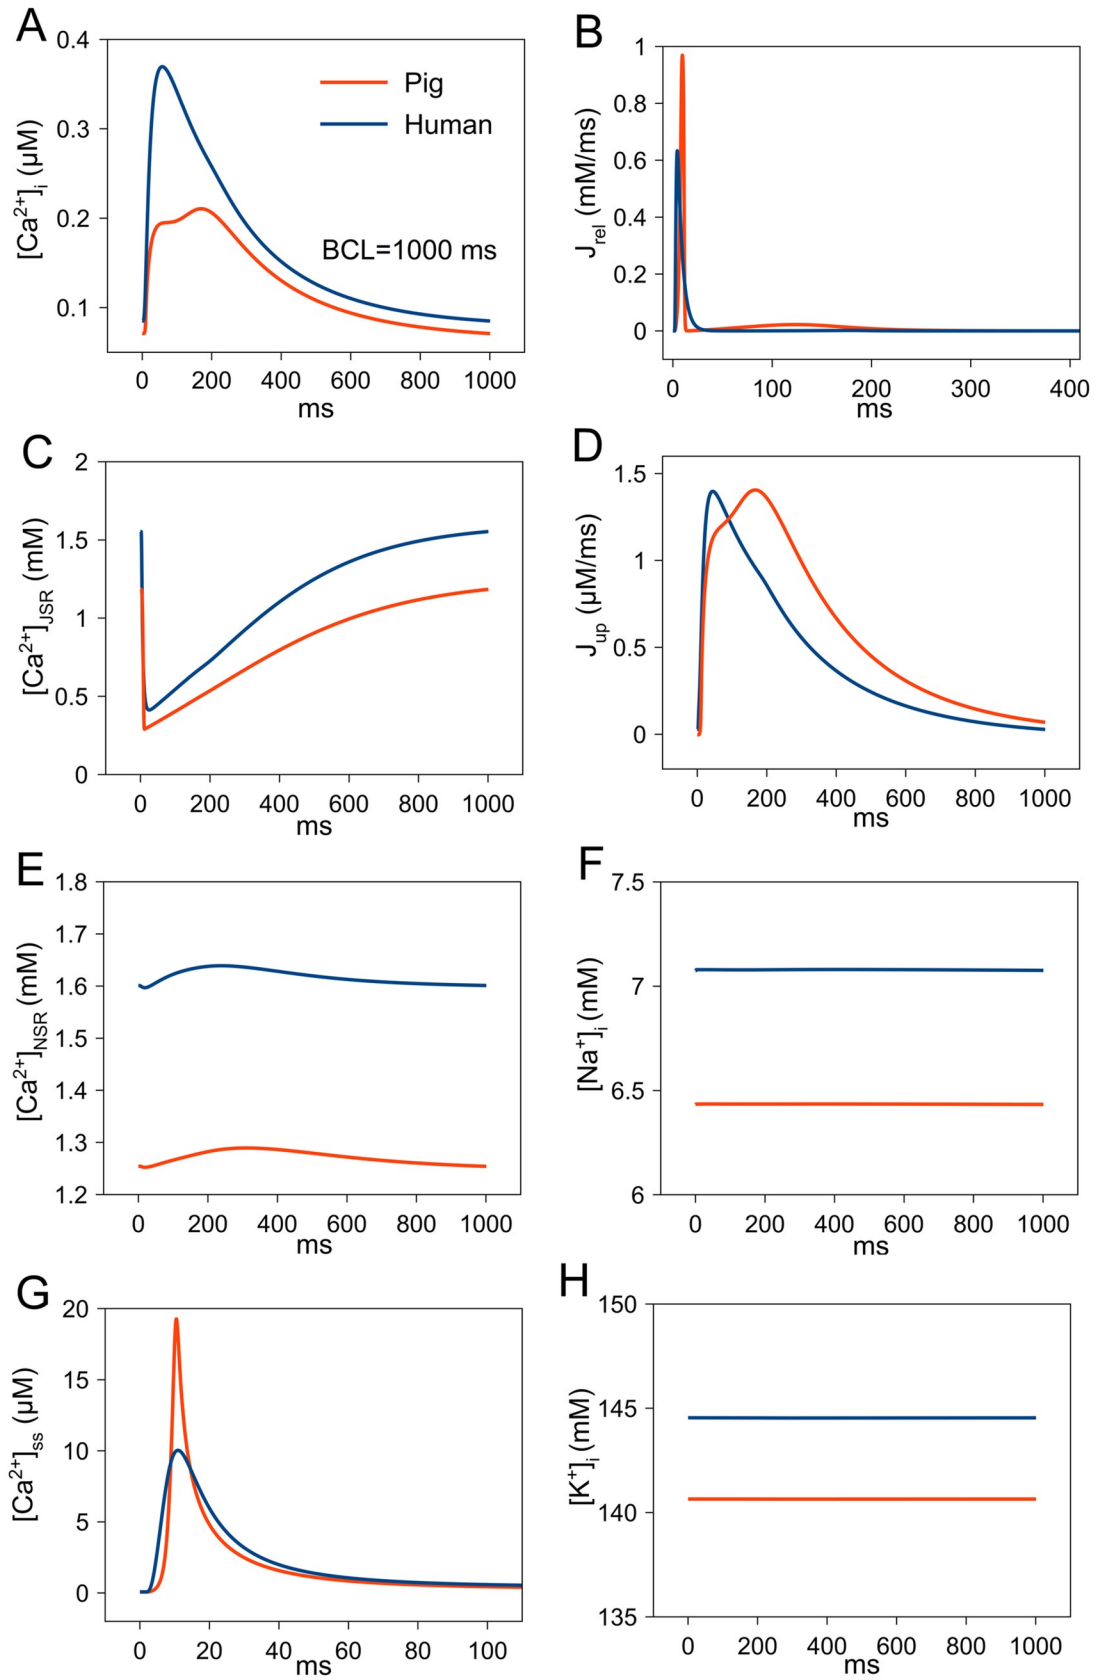 A
[Ca²⁺]ᵢ (µM)
0.4
0.3
0.2
0.1
Pig
Human
BCL=1000 ms
0 200 400 600 800 1000
ms
B
J_rel (mM/ms)
1
0.8
0.6
0.4
0.2
0
0 100 200 300 400
ms
C
[Ca²⁺]_JSR (mM)
2
1.5
1
0.5
0
0 200 400 600 800 1000
ms
D
J_up (µM/ms)
1.5
1
0.5
0
0 200 400 600 800 1000
ms
E
[Ca²⁺]_NSR (mM)
1.8
1.7
1.6
1.5
1.4
1.3
1.2
0 200 400 600 800 1000
ms
F
[Na⁺]ᵢ (mM)
7.5
7
6.5
6
0 200 400 600 800 1000
ms
G
[Ca²⁺]_ss (µM)
20
15
10
5
0
0 20 40 60 80 100
ms
H
[K⁺]ᵢ (mM)
150
145
140
135
0 200 400 600 800 1000
ms